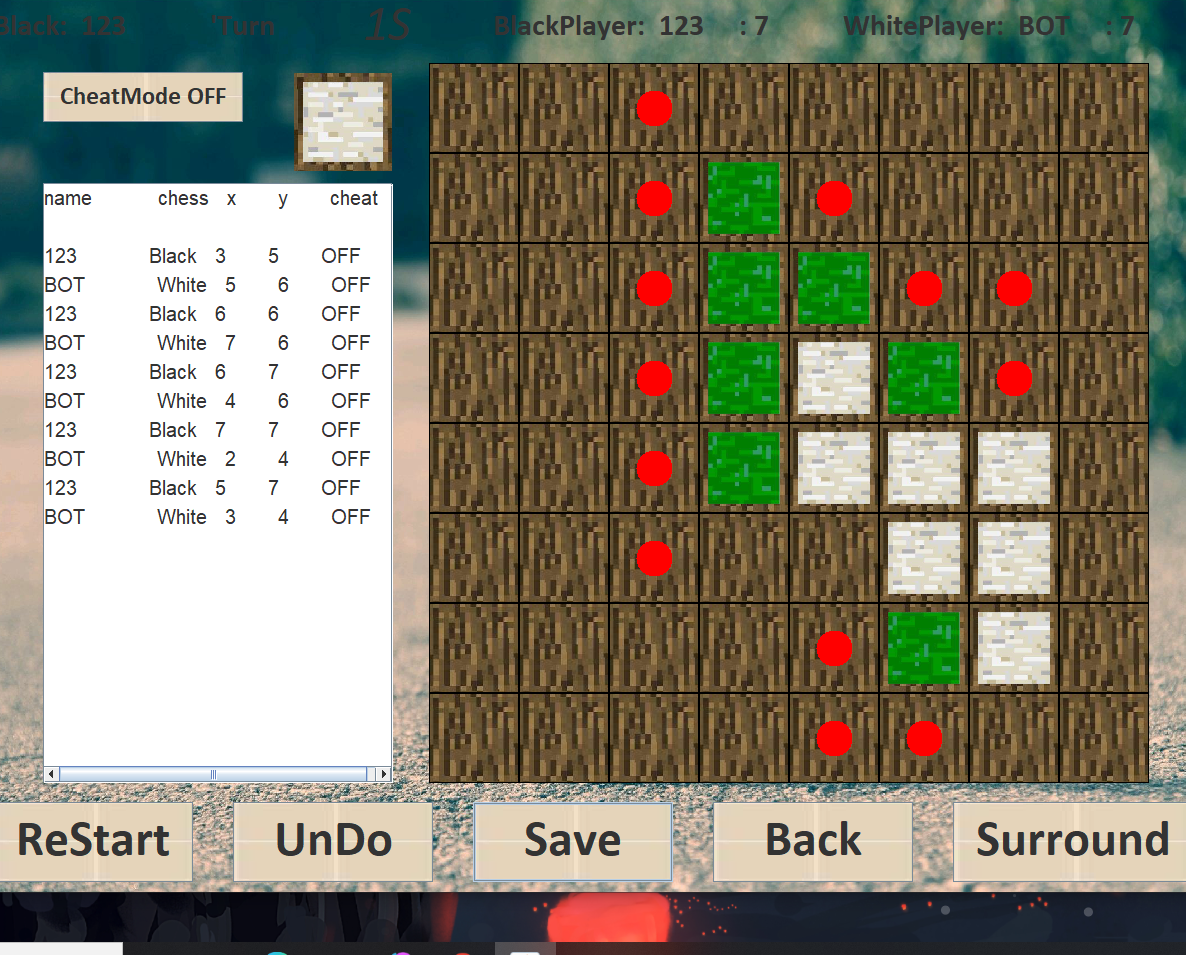 Black: 123 'Turn 1S BlackPlayer: 123 : 7 WhitePlayer: BOT : 7
CheatMode OFF
name chess x y cheat
123 Black 3 5 OFF
BOT White 5 6 OFF
123 Black 6 6 OFF
BOT White 7 6 OFF
123 Black 6 7 OFF
BOT White 4 6 OFF
123 Black 7 7 OFF
BOT White 2 4 OFF
123 Black 5 7 OFF
BOT White 3 4 OFF
ReStart UnDo Save Back Surround